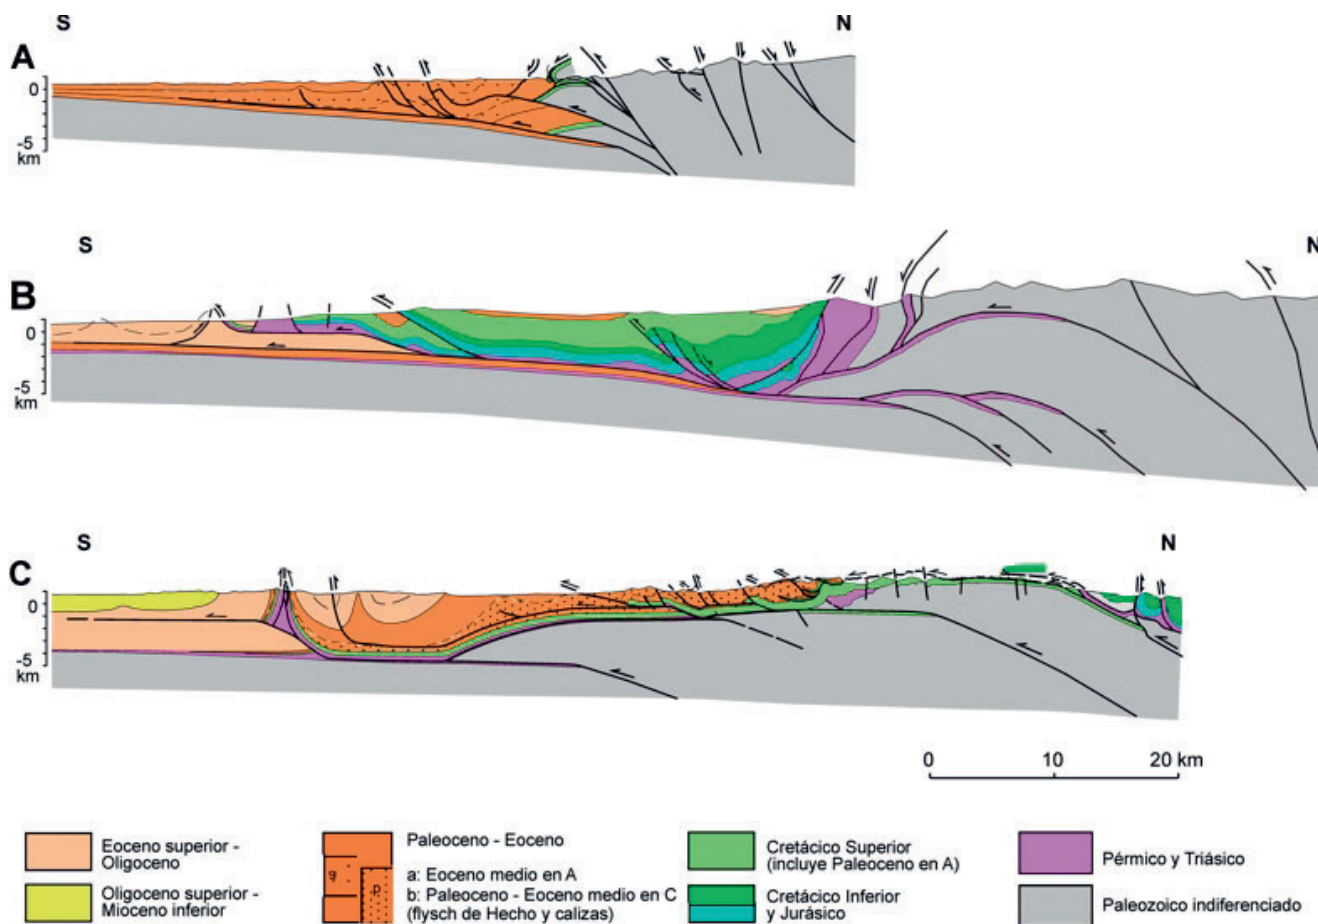 S N
A
0
-5
km
S N
B
0
-5
km
S N
C
0
-5
km
0 10 20 km
Eoceno superior -
Oligoceno
Oligoceno superior -
Mioceno inferior
Paleoceno - Eoceno
a: Eoceno medio en A
b: Paleoceno - Eoceno medio en C
(flysch de Hecho y calizas)
Cretácico Superior
(incluye Paleoceno en A)
Cretácico Inferior
y Jurásico
Pérmico y Triásico
Paleozoico indiferenciado